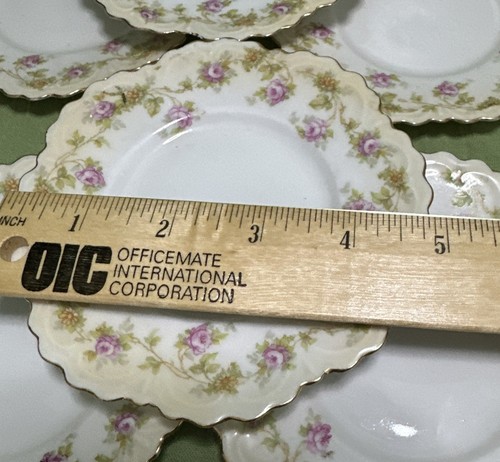 INCH 1 2 3 4 5
OIC OFFICEMATE
INTERNATIONAL
CORPORATION